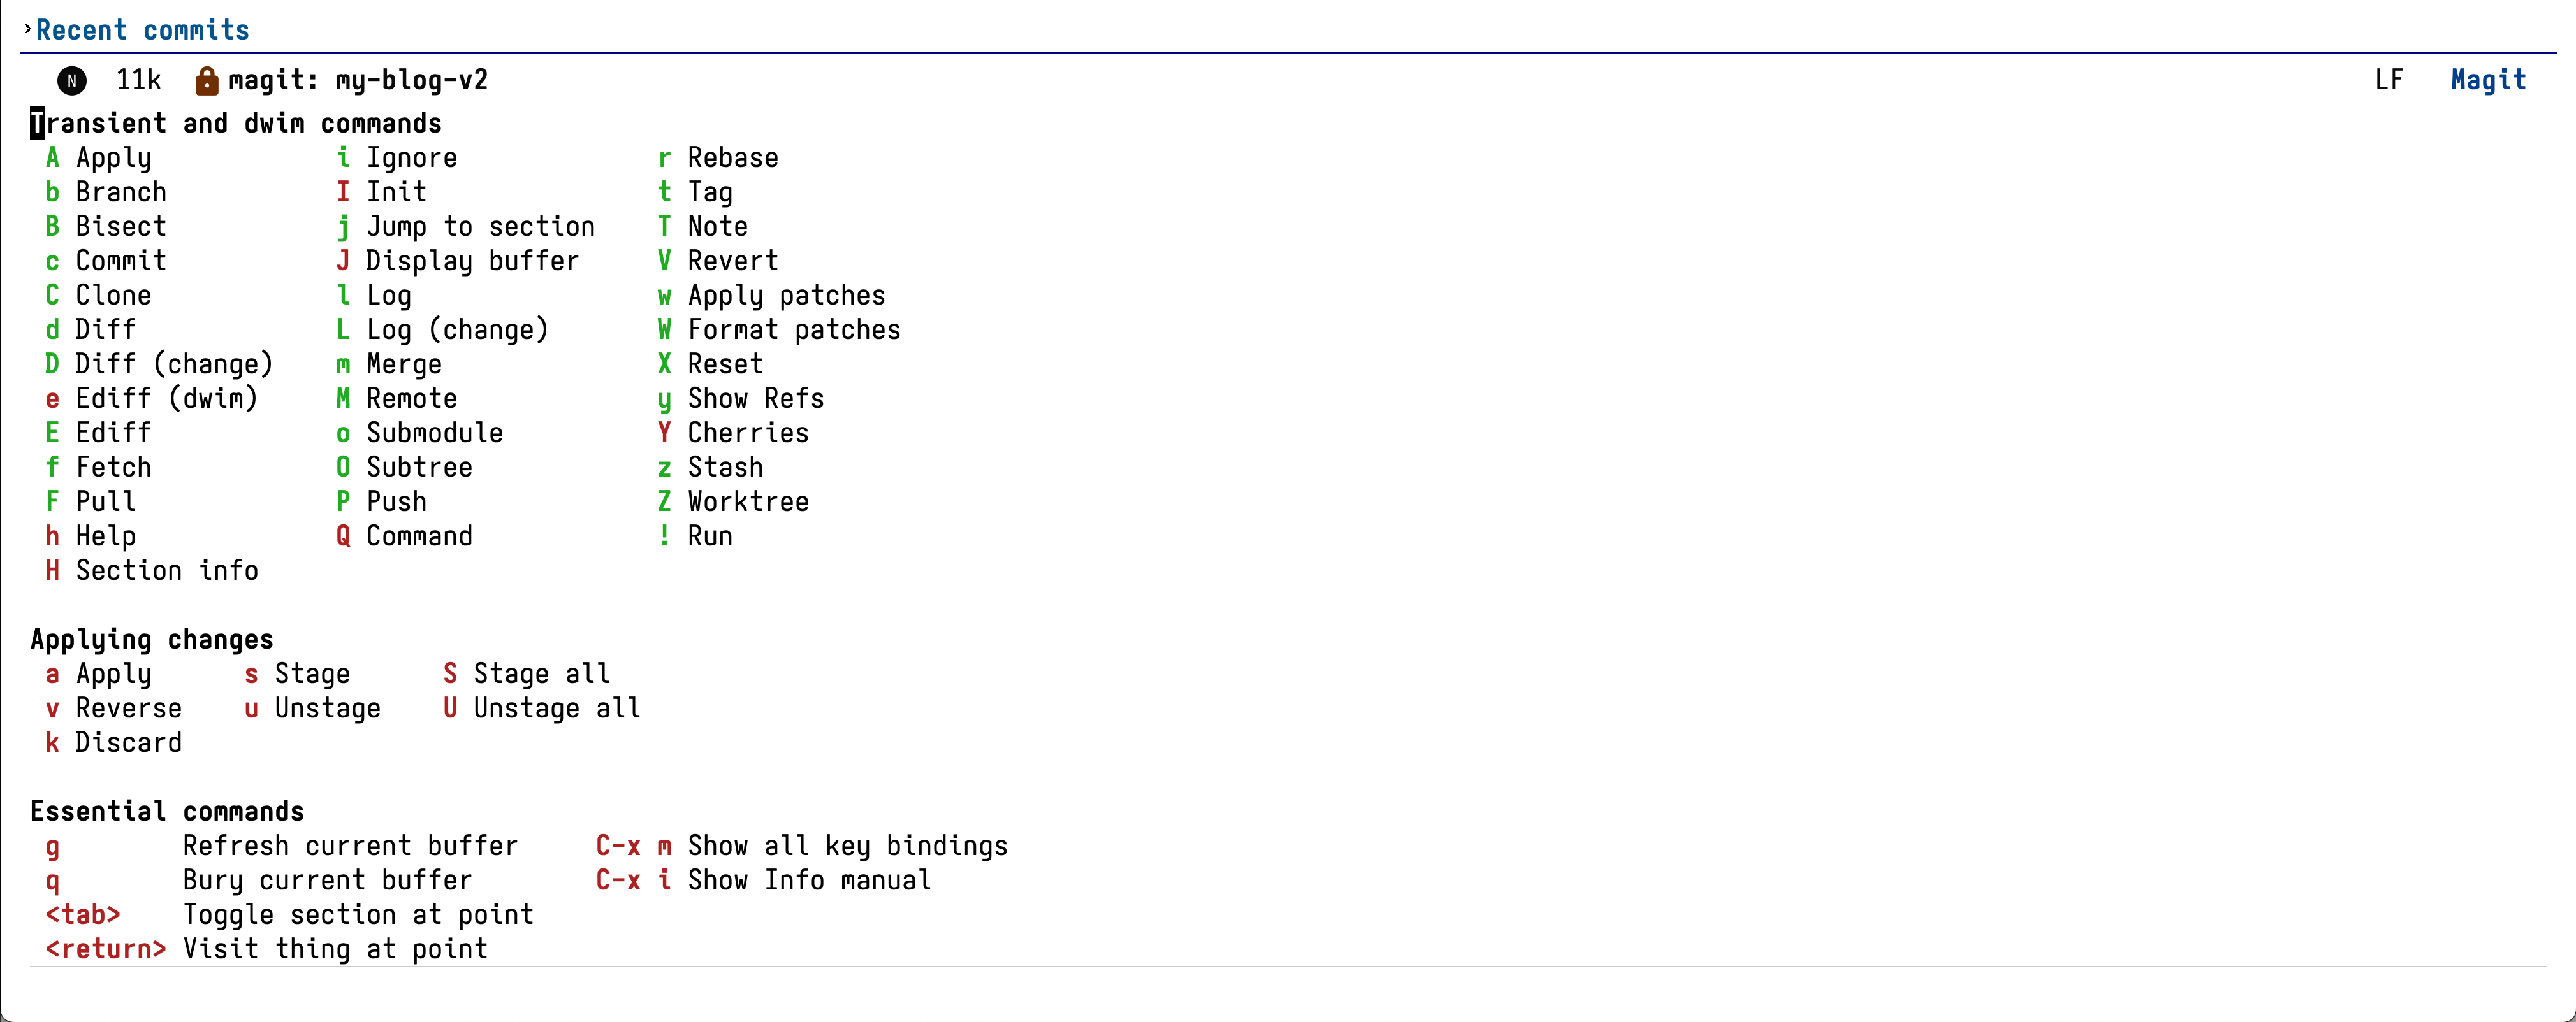 ›Recent commits
N 11k magit: my-blog-v2 LF Magit
Transient and dwim commands
A Apply i Ignore r Rebase
b Branch I Init t Tag
B Bisect j Jump to section T Note
c Commit J Display buffer V Revert
C Clone l Log w Apply patches
d Diff L Log (change) W Format patches
D Diff (change) m Merge X Reset
e Ediff (dwim) M Remote y Show Refs
E Ediff o Submodule Y Cherries
f Fetch O Subtree z Stash
F Pull P Push Z Worktree
h Help Q Command ! Run
H Section info
Applying changes
a Apply s Stage S Stage all
v Reverse u Unstage U Unstage all
k Discard
Essential commands
g Refresh current buffer C-x m Show all key bindings
q Bury current buffer C-x i Show Info manual
<tab> Toggle section at point
<return> Visit thing at point